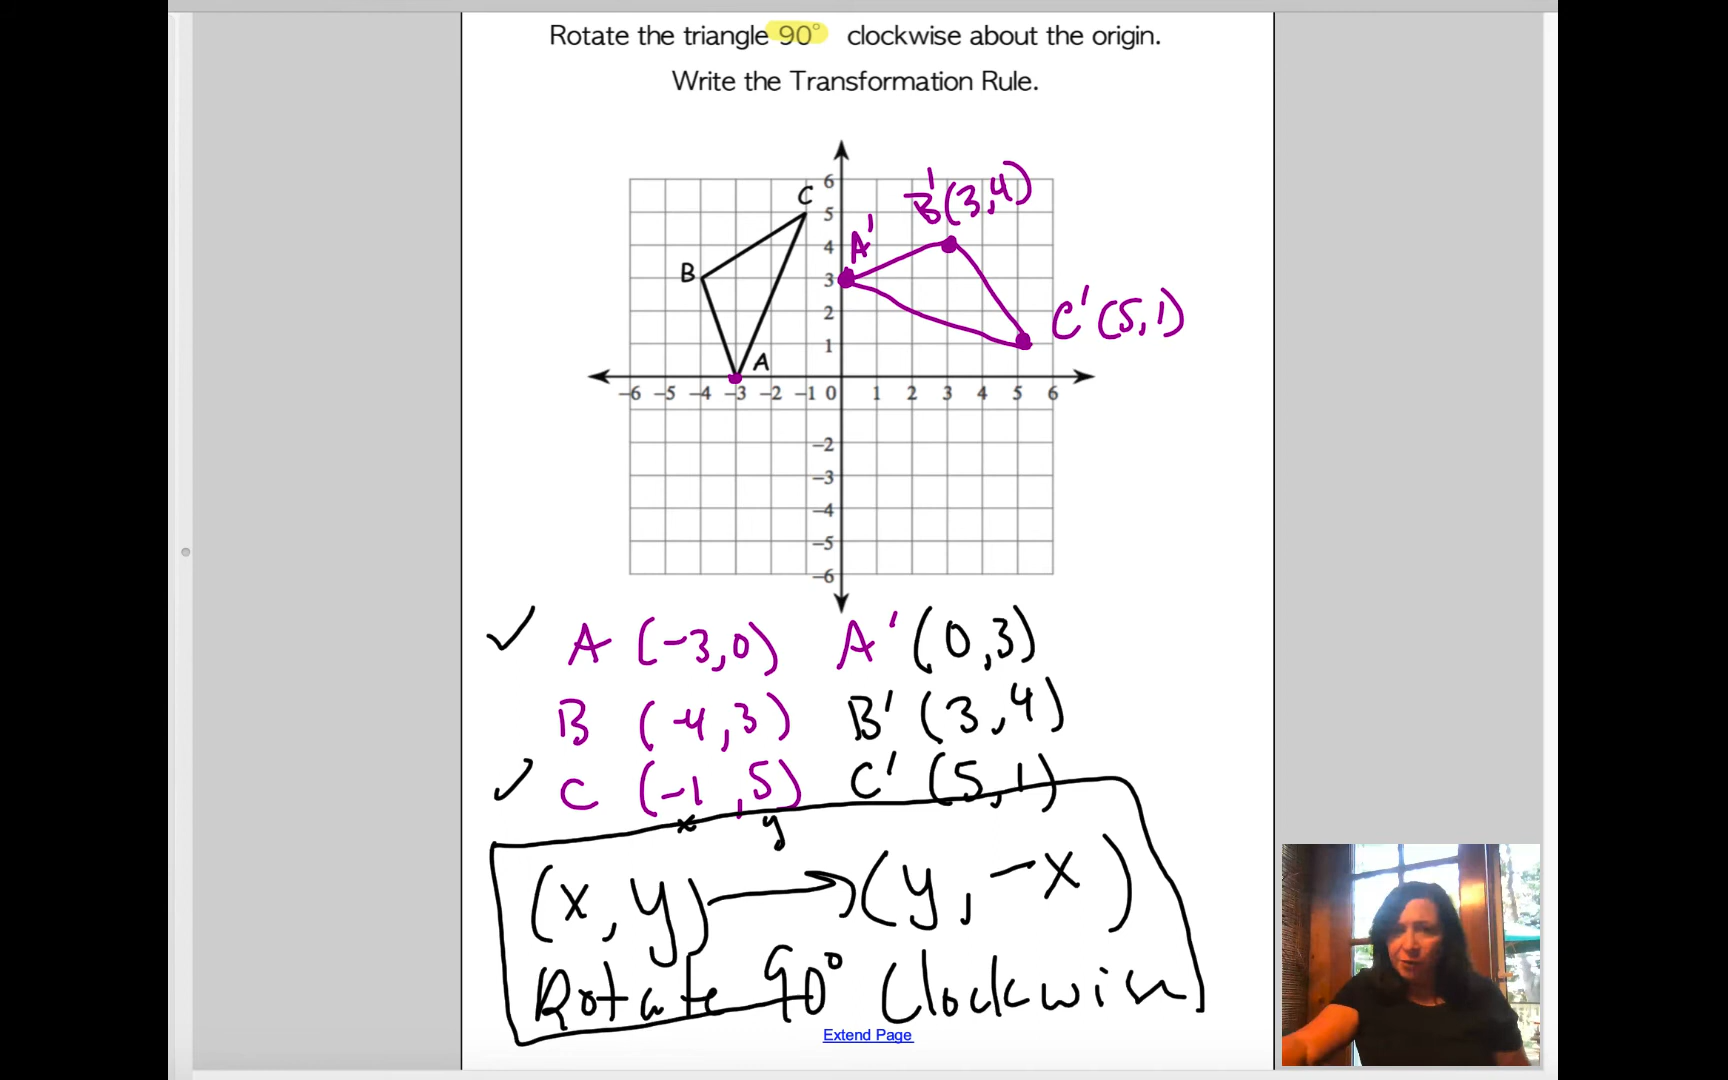 Rotate the triangle 90° clockwise about the origin.
Write the Transformation Rule.
6
C
5
B'(3,4)
4
A'
B
3
2
C'(5,1)
1
A
-6 -5 -4 -3 -2 -1 0 1 2 3 4 5 6
-2
-3
-4
-5
-6
✓ A (-3,0) A' (0,3)
B (-4,3) B' (3,4)
✓ C (-1,5) C' (5,1)
x y
(x,y) → (y,-x)
Rotate 90° Clockwise
Extend Page